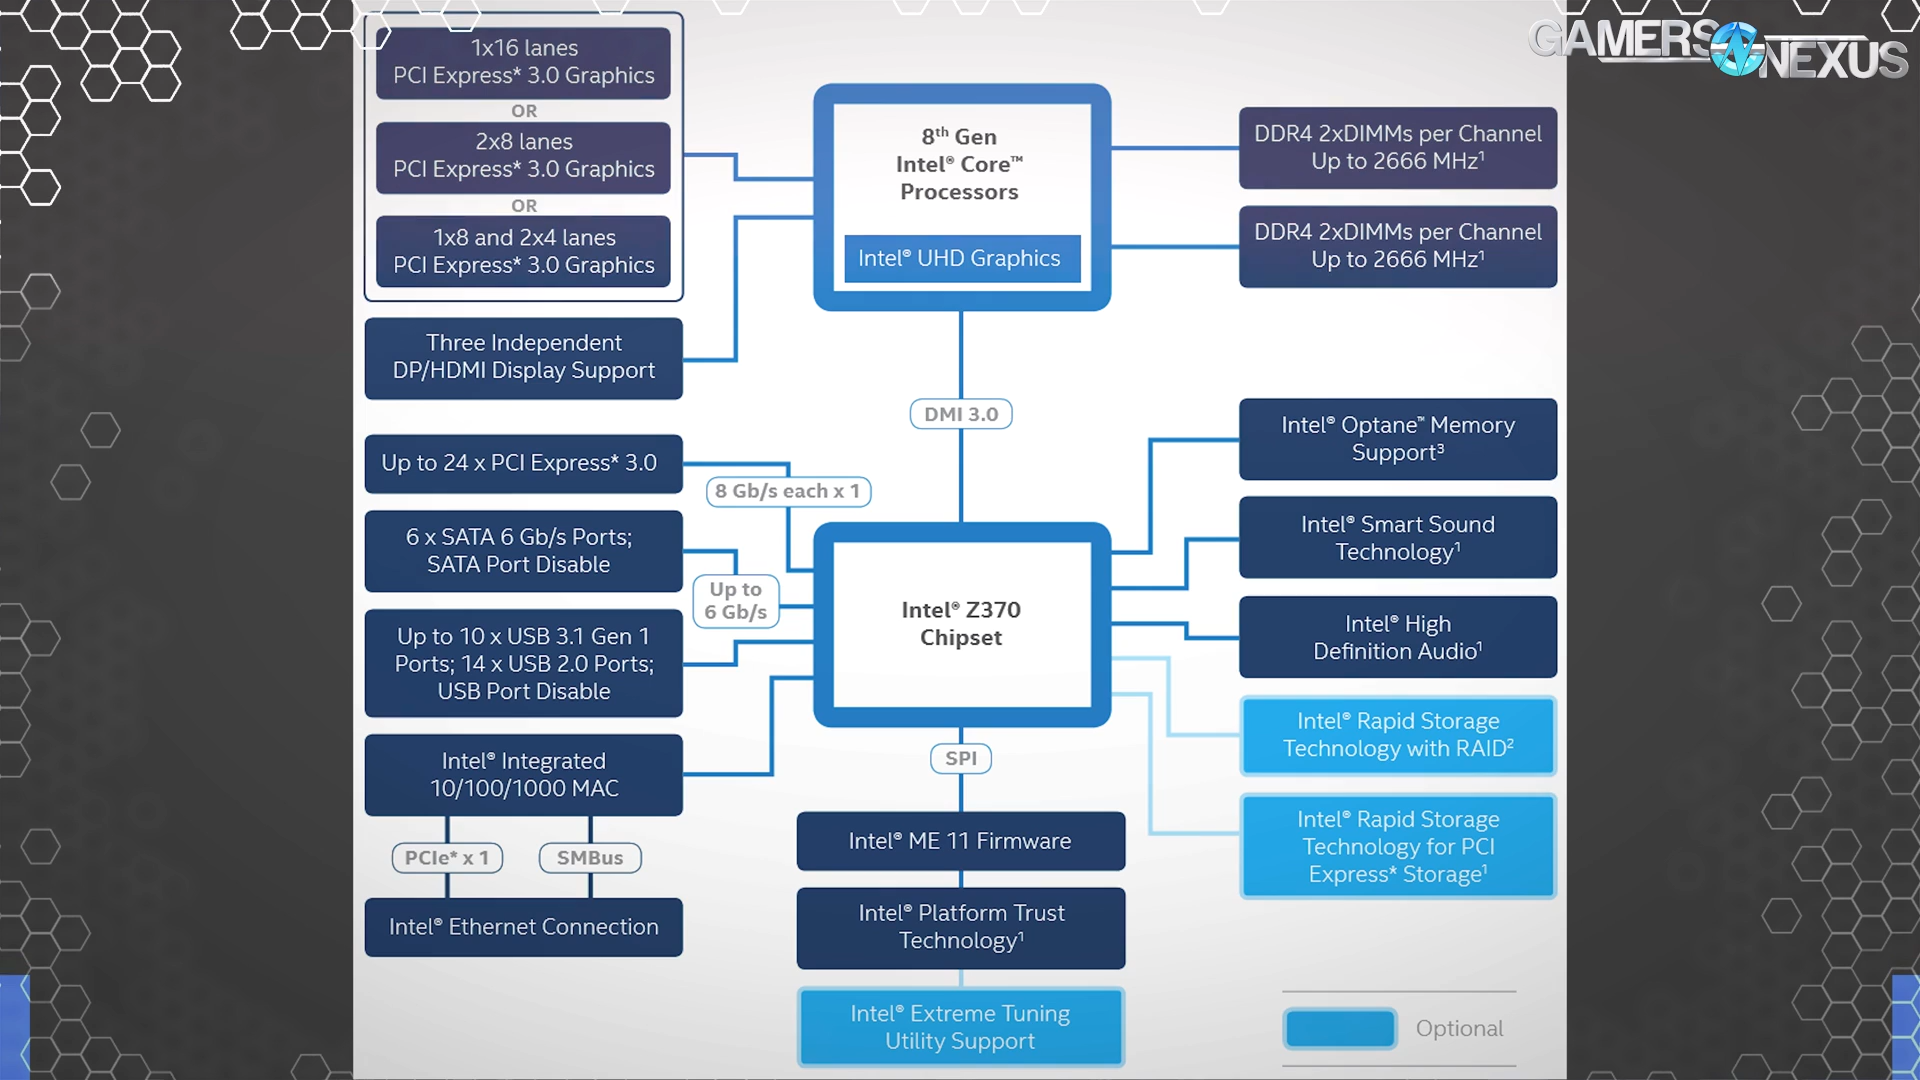 GAMERS NEXUS
1x16 lanes
PCI Express* 3.0 Graphics
OR
2x8 lanes
PCI Express* 3.0 Graphics
OR
1x8 and 2x4 lanes
PCI Express* 3.0 Graphics
Three Independent
DP/HDMI Display Support
8th Gen
Intel® Core™
Processors
Intel® UHD Graphics
DDR4 2xDIMMs per Channel
Up to 2666 MHz¹
DDR4 2xDIMMs per Channel
Up to 2666 MHz¹
DMI 3.0
Up to 24 x PCI Express* 3.0
8 Gb/s each x 1
6 x SATA 6 Gb/s Ports;
SATA Port Disable
Up to
6 Gb/s
Up to 10 x USB 3.1 Gen 1
Ports; 14 x USB 2.0 Ports;
USB Port Disable
Intel® Integrated
10/100/1000 MAC
PCIe* x 1
SMBus
Intel® Ethernet Connection
Intel® Z370
Chipset
SPI
Intel® ME 11 Firmware
Intel® Platform Trust
Technology¹
Intel® Extreme Tuning
Utility Support
Intel® Optane™ Memory
Support³
Intel® Smart Sound
Technology¹
Intel® High
Definition Audio¹
Intel® Rapid Storage
Technology with RAID²
Intel® Rapid Storage
Technology for PCI
Express* Storage¹
Optional